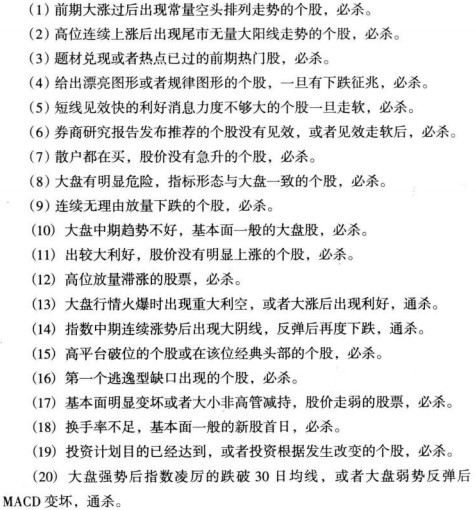 （1）前期大涨过后出现常量空头排列走势的个股，必杀。
（2）高位连续上涨后出现尾市无量大阳线走势的个股，必杀。
（3）题材兑现或者热点已过的前期热门股，必杀。
（4）给出漂亮图形或者规律图形的个股，一旦有下跌征兆，必杀。
（5）短线见效快的利好消息力度不够大的个股一旦走软，必杀。
（6）券商研究报告发布推荐的个股没有见效，或者见效走软后，必杀。
（7）散户都在买，股价没有急升的个股，必杀。
（8）大盘有明显危险，指标形态与大盘一致的个股，必杀。
（9）连续无理由放量下跌的个股，必杀。
（10）大盘中期趋势不好，基本面一般的大盘股，必杀。
（11）出较大利好，股价没有明显上涨的个股，必杀。
（12）高位放量滞涨的股票，必杀。
（13）大盘行情火爆时出现重大利空，或者大涨后出现利好，通杀。
（14）指数中期连续涨势后出现大阴线，反弹后再度下跌，通杀。
（15）高平台破位的个股或在该位经典头部的个股，必杀。
（16）第一个逃逸型缺口出现的个股，必杀。
（17）基本面明显变坏或者大小非高管减持，股价走弱的股票，必杀。
（18）换手率不足，基本面一般的新股首日，必杀。
（19）投资计划目的已经达到，或者投资根据发生改变的个股，必杀。
（20）大盘强势后指数凌厉的跌破 30 日均线，或者大盘弱势反弹后
MACD 变坏，通杀。